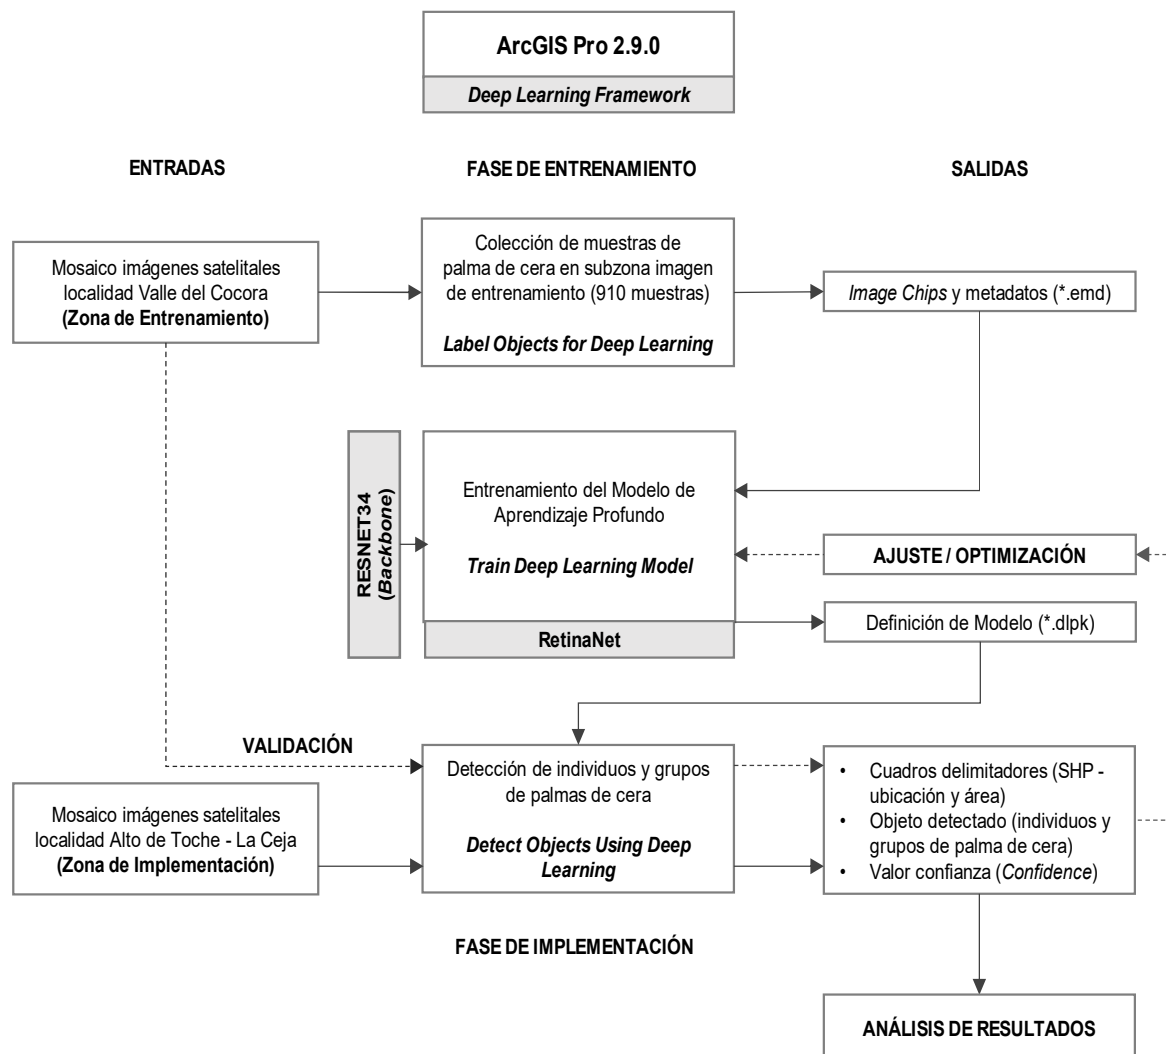 ArcGIS Pro 2.9.0
Deep Learning Framework
ENTRADAS
FASE DE ENTRENAMIENTO
SALIDAS
Mosaico imágenes satelitales
localidad Valle del Cocora
(Zona de Entrenamiento)
Colección de muestras de
palma de cera en subzona imagen
de entrenamiento (910 muestras)
Label Objects for Deep Learning
Image Chips y metadatos (*.emd)
RESNET34
(Backbone)
Entrenamiento del Modelo de
Aprendizaje Profundo
Train Deep Learning Model
RetinaNet
AJUSTE / OPTIMIZACIÓN
Definición de Modelo (*.dlpk)
VALIDACIÓN
Mosaico imágenes satelitales
localidad Alto de Toche - La Ceja
(Zona de Implementación)
Detección de individuos y grupos
de palmas de cera
Detect Objects Using Deep
Learning
• Cuadros delimitadores (SHP -
ubicación y área)
• Objeto detectado (individuos y
grupos de palma de cera)
• Valor confianza (Confidence)
FASE DE IMPLEMENTACIÓN
ANÁLISIS DE RESULTADOS